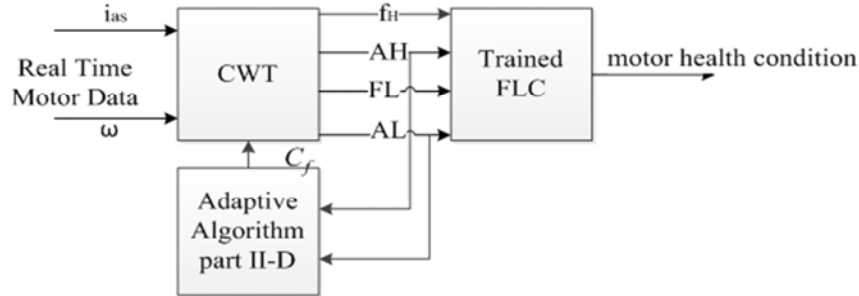 ias
Real Time
Motor Data
ω
CWT
fH
AH
FL
AL
Trained
FLC
motor health condition
Cf
Adaptive
Algorithm
part II-D